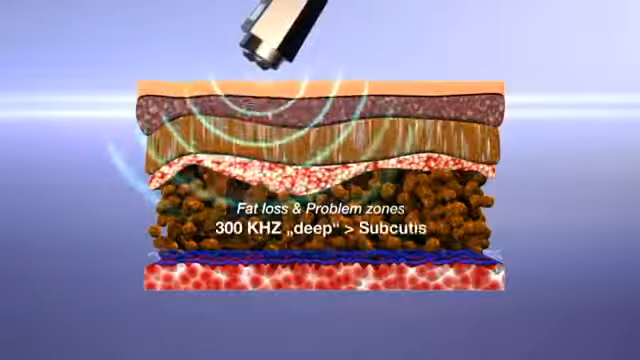 Fat loss & Problem zones
300 KHZ „deep“ > Subcutis